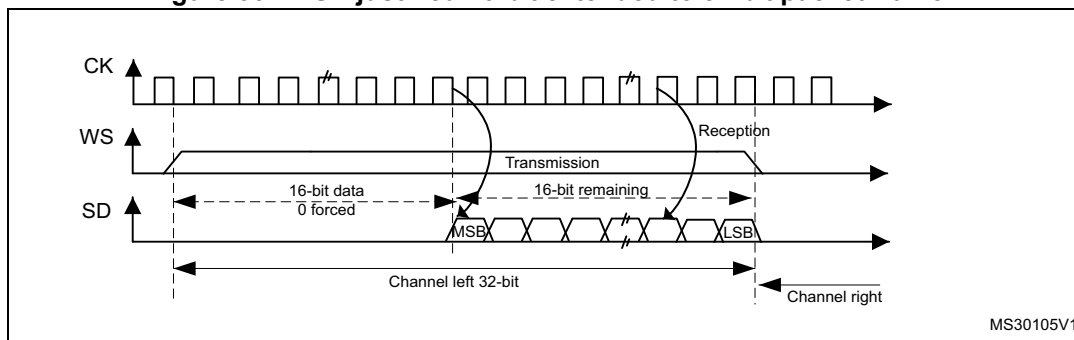 CK
Reception
WS
Transmission
16-bit data
0 forced
16-bit remaining
SD
MSB
LSB
Channel left 32-bit
Channel right
MS30105V1